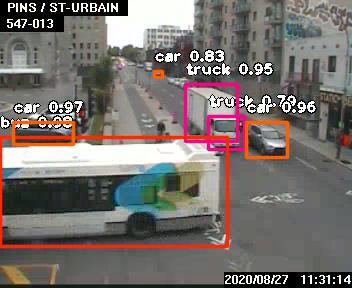 PINS / ST-URBAIN
547-013
car 0.83
truck 0.95
car 0.97
truck 0.79
car 0.96
bus 0.98
2020/08/27 11:31:14